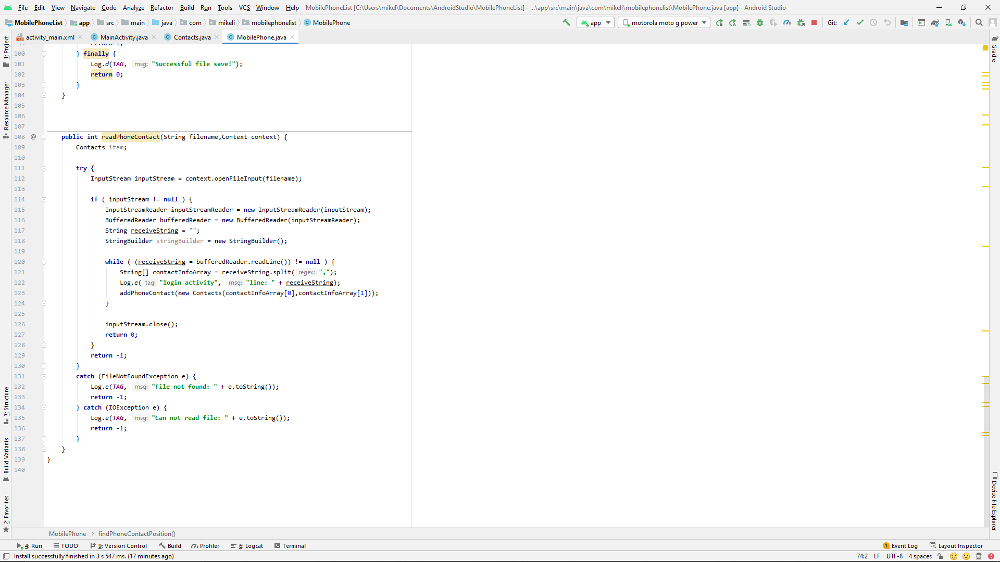 File Edit View Navigate Code Analyze Refactor Build Run Tools VCS Window Help MobilePhoneList [C:\Users\mikel\Documents\AndroidStudio\MobilePhoneList] - ...\app\src\main\java\com\mikeli\mobilephonelist\MobilePhone.java [app] - Android Studio
MobilePhoneList app src main java com mikeli mobilephonelist MobilePhone app motorola moto g power Git:
activity_main.xml MainActivity.java Contacts.java MobilePhone.java
1: Project
Resource Manager
7: Structure
Build Variants
2: Favorites
99 return 1;
100 } finally {
101 Log.d(TAG, msg: "Successful file save!");
102 return 0;
103 }
104 }
105
106
107
108 @ public int readPhoneContact(String filename,Context context) {
109 Contacts item;
110
111 try {
112 InputStream inputStream = context.openFileInput(filename);
113
114 if ( inputStream != null ) {
115 InputStreamReader inputStreamReader = new InputStreamReader(inputStream);
116 BufferedReader bufferedReader = new BufferedReader(inputStreamReader);
117 String receiveString = "";
118 StringBuilder stringBuilder = new StringBuilder();
119
120 while ( (receiveString = bufferedReader.readLine()) != null ) {
121 String[] contactInfoArray = receiveString.split( regex: ",");
122 Log.e( tag: "login activity", msg: "line: " + receiveString);
123 addPhoneContact(new Contacts(contactInfoArray[0],contactInfoArray[1]));
124 }
125
126 inputStream.close();
127 return 0;
128 }
129 return -1;
130 }
131 catch (FileNotFoundException e) {
132 Log.e(TAG, msg: "File not found: " + e.toString());
133 return -1;
134 } catch (IOException e) {
135 Log.e(TAG, msg: "Can not read file: " + e.toString());
136 return -1;
137 }
138 }
139 }
140
Gradle
Device File Explorer
MobilePhone findPhoneContactPosition()
4: Run TODO 9: Version Control Build Profiler 6: Logcat Terminal 1 Event Log Layout Inspector
Install successfully finished in 3 s 547 ms. (17 minutes ago) 74:2 LF UTF-8 4 spaces